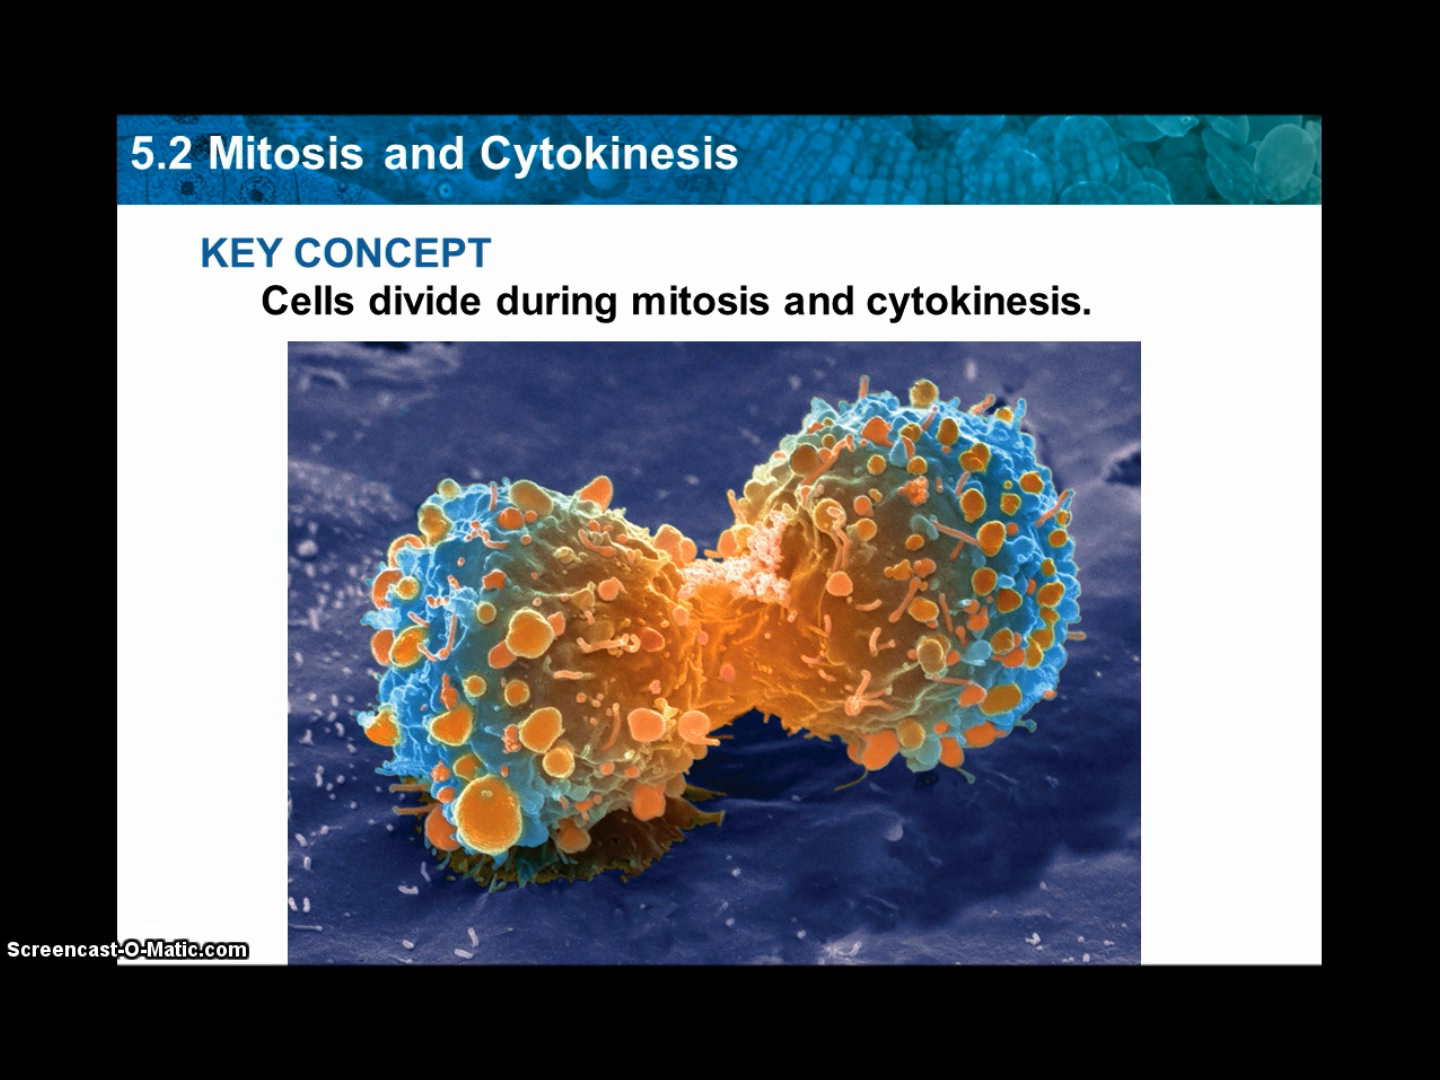 5.2 Mitosis and Cytokinesis
KEY CONCEPT
Cells divide during mitosis and cytokinesis.
Screencast-O-Matic.com